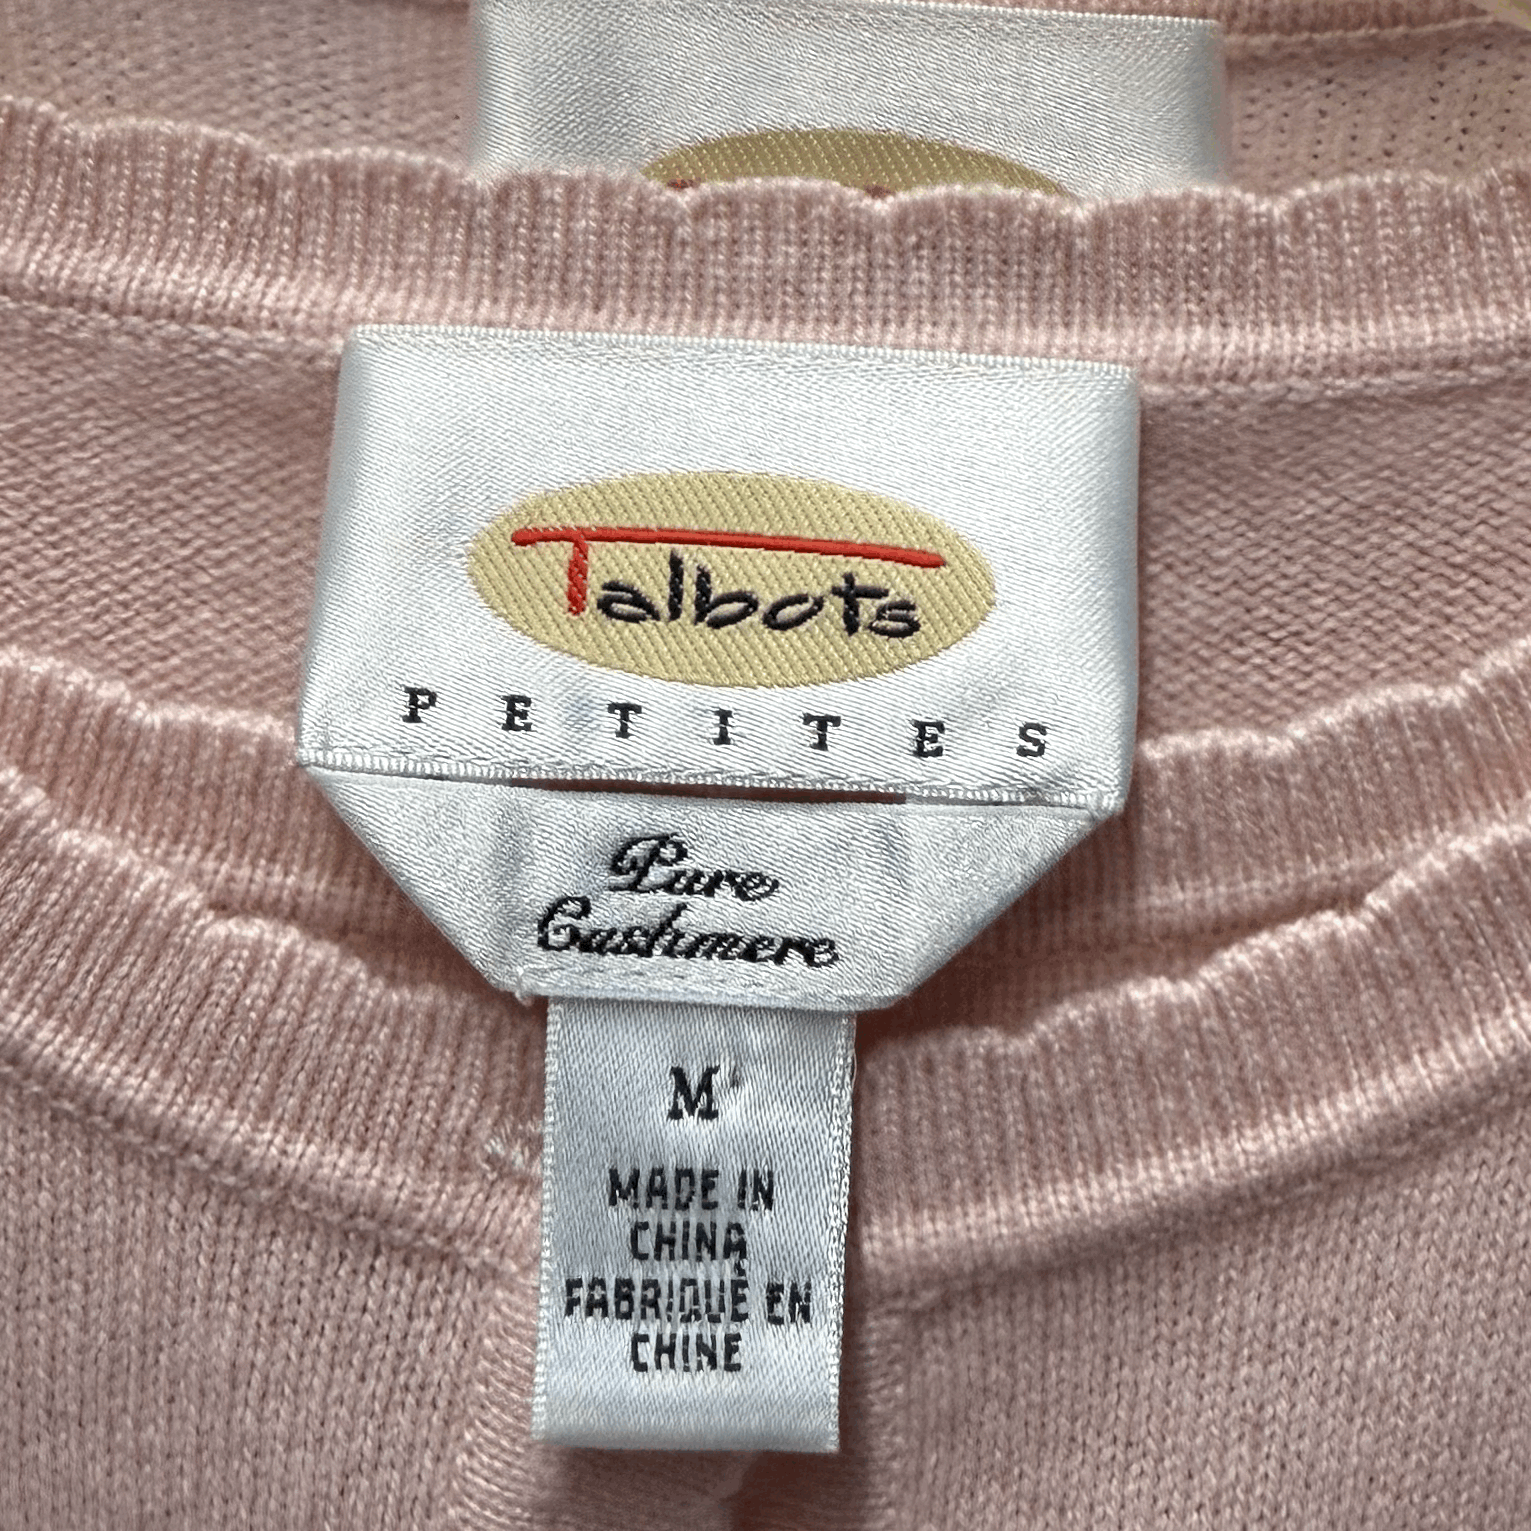 Talbots
PETITES
Pure
Cashmere
M
MADE IN
CHINA
FABRIQUÉ EN
CHINE